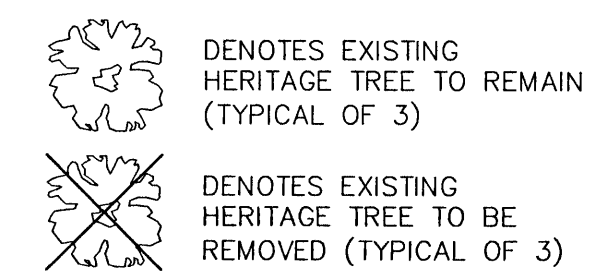 DENOTES EXISTING
HERITAGE TREE TO REMAIN
(TYPICAL OF 3)
DENOTES EXISTING
HERITAGE TREE TO BE
REMOVED (TYPICAL OF 3)